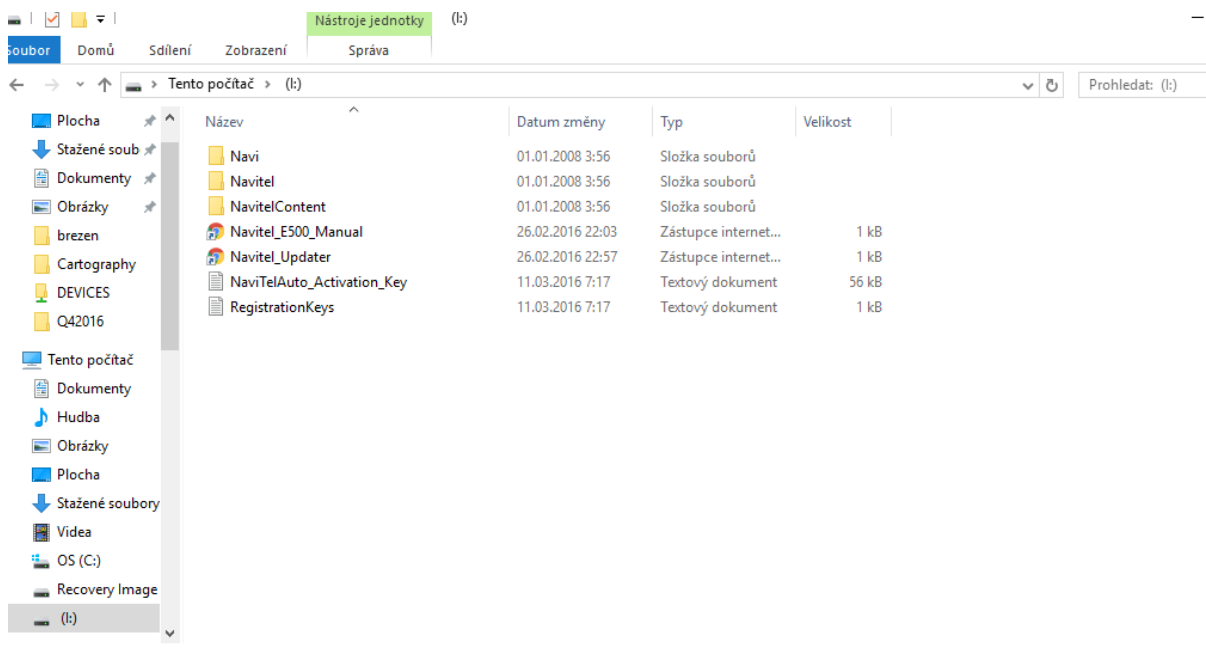 Nástroje jednotky (I:)
Soubor Domů Sdílení Zobrazení Správa
Tento počítač (I:) Prohledat: (I:)
Plocha
Stažené soub
Dokumenty
Obrázky
brezen
Cartography
DEVICES
Q42016
Tento počítač
Dokumenty
Hudba
Obrázky
Plocha
Stažené soubory
Videa
OS (C:)
Recovery Image
(I:)
Název Datum změny Typ Velikost
Navi 01.01.2008 3:56 Složka souborů
Navitel 01.01.2008 3:56 Složka souborů
NavitelContent 01.01.2008 3:56 Složka souborů
Navitel_E500_Manual 26.02.2016 22:03 Zástupce internet... 1 kB
Navitel_Updater 26.02.2016 22:57 Zástupce internet... 1 kB
NaviTelAuto_Activation_Key 11.03.2016 7:17 Textový dokument 56 kB
RegistrationKeys 11.03.2016 7:17 Textový dokument 1 kB